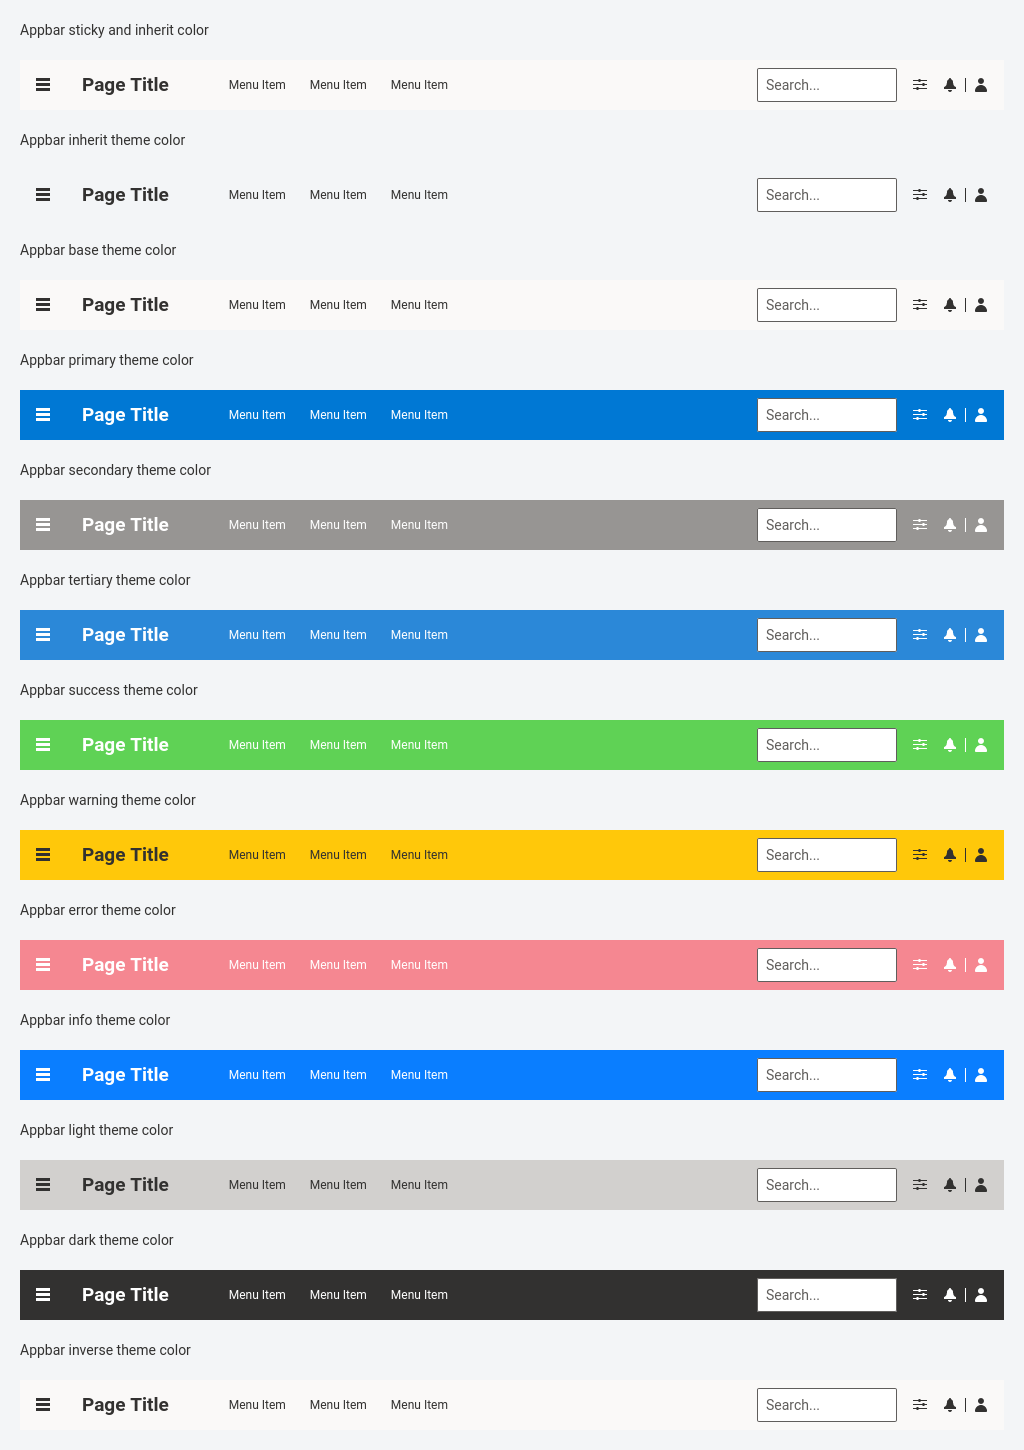 Appbar sticky and inherit color
Page Title Menu Item Menu Item Menu Item Search...
Appbar inherit theme color
Page Title Menu Item Menu Item Menu Item Search...
Appbar base theme color
Page Title Menu Item Menu Item Menu Item Search...
Appbar primary theme color
Page Title Menu Item Menu Item Menu Item Search...
Appbar secondary theme color
Page Title Menu Item Menu Item Menu Item Search...
Appbar tertiary theme color
Page Title Menu Item Menu Item Menu Item Search...
Appbar success theme color
Page Title Menu Item Menu Item Menu Item Search...
Appbar warning theme color
Page Title Menu Item Menu Item Menu Item Search...
Appbar error theme color
Page Title Menu Item Menu Item Menu Item Search...
Appbar info theme color
Page Title Menu Item Menu Item Menu Item Search...
Appbar light theme color
Page Title Menu Item Menu Item Menu Item Search...
Appbar dark theme color
Page Title Menu Item Menu Item Menu Item Search...
Appbar inverse theme color
Page Title Menu Item Menu Item Menu Item Search...